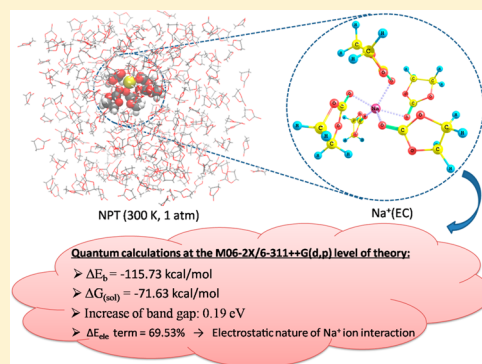 NPT (300 K, 1 atm)
Na⁺(EC)
Quantum calculations at the M06-2X/6-311++G(d,p) level of theory:
➢ ΔE_b = -115.73 kcal/mol
➢ ΔG_(sol) = -71.63 kcal/mol
➢ Increase of band gap: 0.19 eV
➢ ΔE_ele term = 69.53% → Electrostatic nature of Na⁺ ion interaction